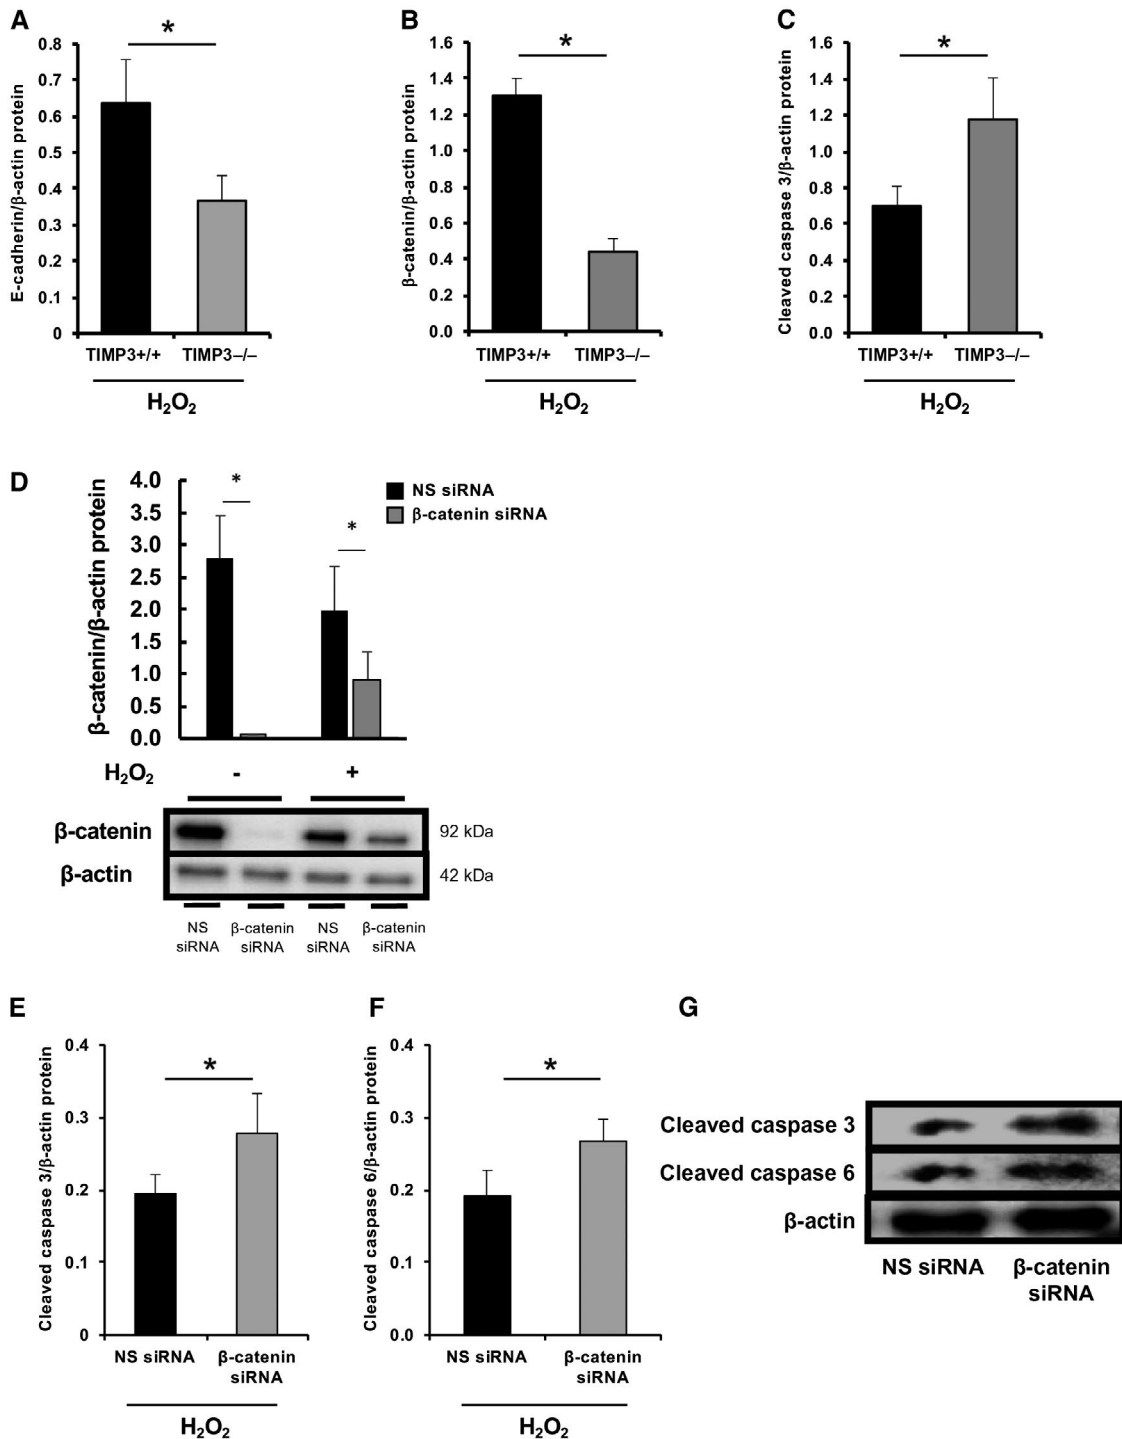 A
E-cadherin/β-actin protein
0.8
0.7
0.6
0.5
0.4
0.3
0.2
0.1
0
*
TIMP3+/+ TIMP3–/–
H₂O₂
B
β-catenin/β-actin protein
1.6
1.4
1.2
1.0
0.8
0.6
0.4
0.2
0.0
*
TIMP3+/+ TIMP3–/–
H₂O₂
C
Cleaved caspase 3/β-actin protein
1.6
1.4
1.2
1.0
0.8
0.6
0.4
0.2
0.0
*
TIMP3+/+ TIMP3–/–
H₂O₂
D
β-catenin/β-actin protein
4.0
3.5
3.0
2.5
2.0
1.5
1.0
0.5
0.0
*
*
NS siRNA
β-catenin siRNA
H₂O₂ - +
β-catenin 92 kDa
β-actin 42 kDa
NS β-catenin NS β-catenin
siRNA siRNA siRNA siRNA
E
Cleaved caspase 3/β-actin protein
0.4
0.3
0.2
0.1
0
*
NS siRNA β-catenin
siRNA
H₂O₂
F
Cleaved caspase 6/β-actin protein
0.4
0.3
0.2
0.1
0.0
*
NS siRNA β-catenin
siRNA
H₂O₂
G
Cleaved caspase 3
Cleaved caspase 6
β-actin
NS siRNA β-catenin
siRNA